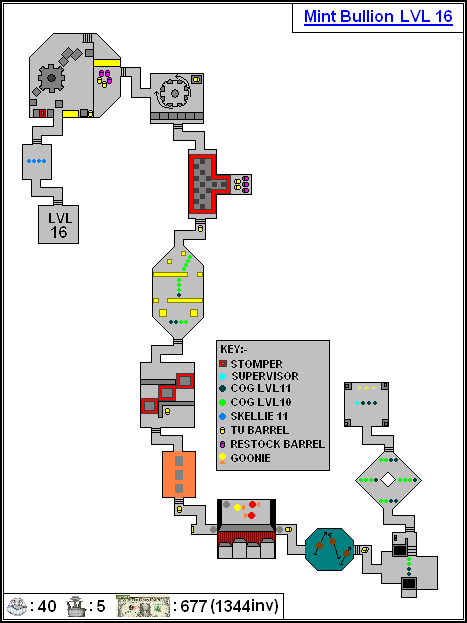 Mint Bullion LVL 16
LVL
16
KEY:-
STOMPER
SUPERVISOR
COG LVL11
COG LVL10
SKELLIE 11
TU BARREL
RESTOCK BARREL
GOONIE
: 40 : 5 : 677 (1344inv)